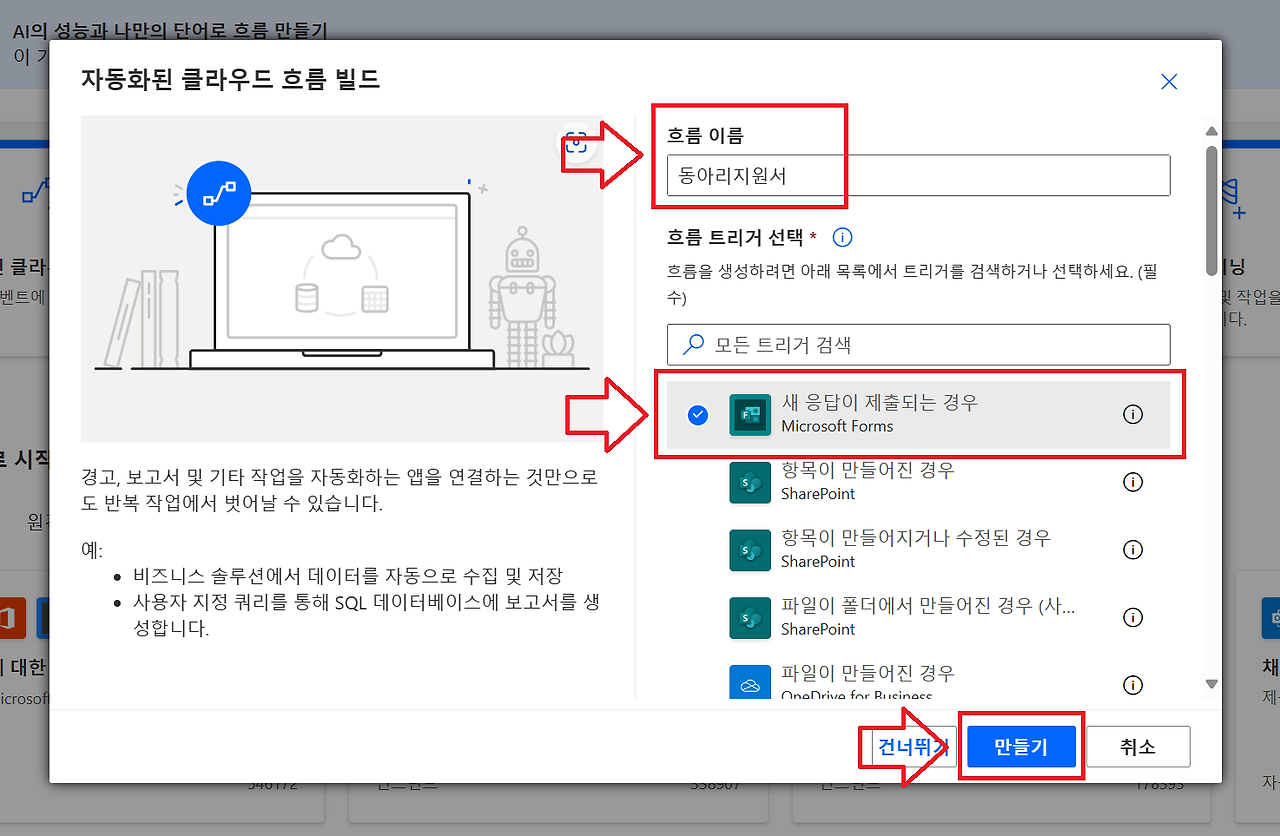 AI의 성능과 나만의 단어로 흐름 만들기
이 기
자동화된 클라우드 흐름 빌드
흐름 이름
동아리지원서
흐름 트리거 선택 *
흐름을 생성하려면 아래 목록에서 트리거를 검색하거나 선택하세요. (필
수)
모든 트리거 검색
새 응답이 제출되는 경우
Microsoft Forms
항목이 만들어진 경우
SharePoint
항목이 만들어지거나 수정된 경우
SharePoint
파일이 폴더에서 만들어진 경우 (사...
SharePoint
파일이 만들어진 경우
OneDrive for Business
경고, 보고서 및 기타 작업을 자동화하는 앱을 연결하는 것만으로
도 반복 작업에서 벗어날 수 있습니다.
예:
• 비즈니스 솔루션에서 데이터를 자동으로 수집 및 저장
• 사용자 지정 쿼리를 통해 SQL 데이터베이스에 보고서를 생
성합니다.
건너뛰기
만들기
취소
클라우
벤트에
로 시작
원격
대한
icrosoft
닝
및 작업을
니다.
채
제
자
346172
338907
178593